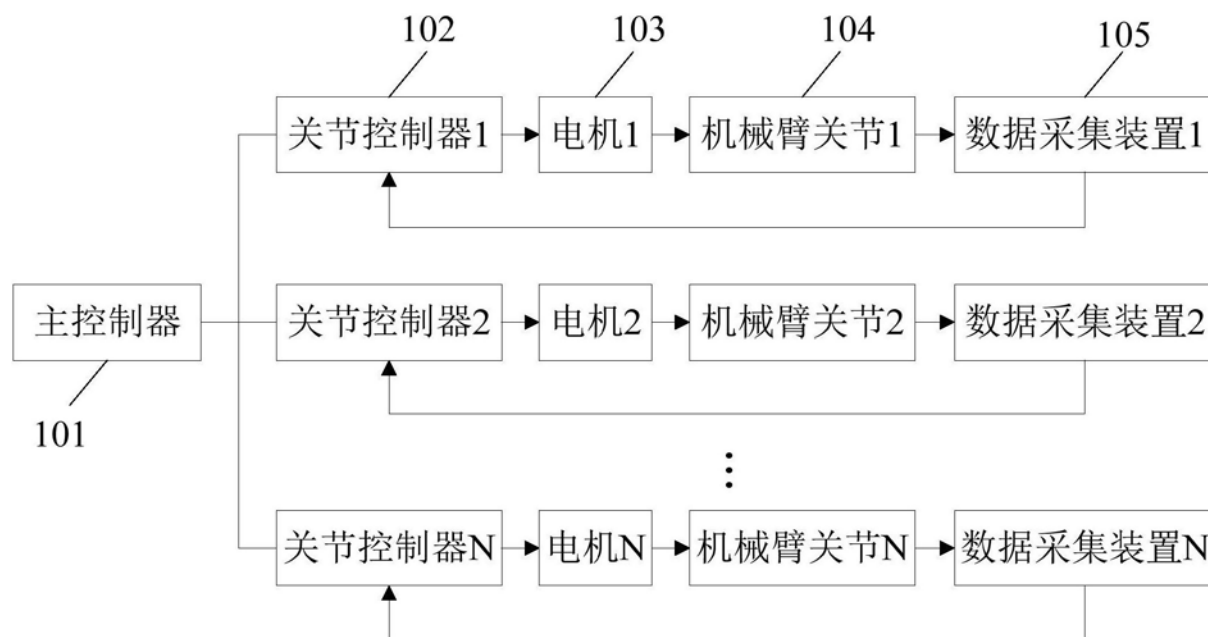 102 103 104 105
关节控制器1 电机1 机械臂关节1 数据采集装置1
主控制器 关节控制器2 电机2 机械臂关节2 数据采集装置2
101
关节控制器N 电机N 机械臂关节N 数据采集装置N